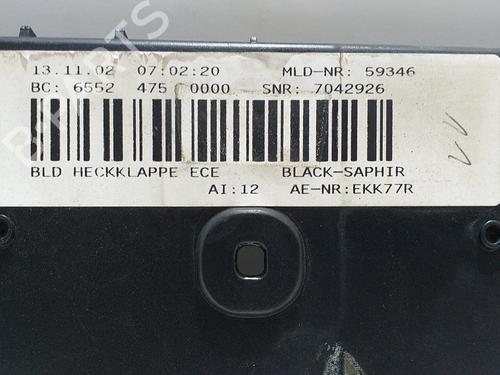 13.11.02 07:02:20 MLD-NR: 59346
BC: 6552 475 0000 SNR: 7042926
BLD HECKKLAPPE ECE BLACK-SAPHIR
AI:12 AE-NR:EKK77R
B-PARTS